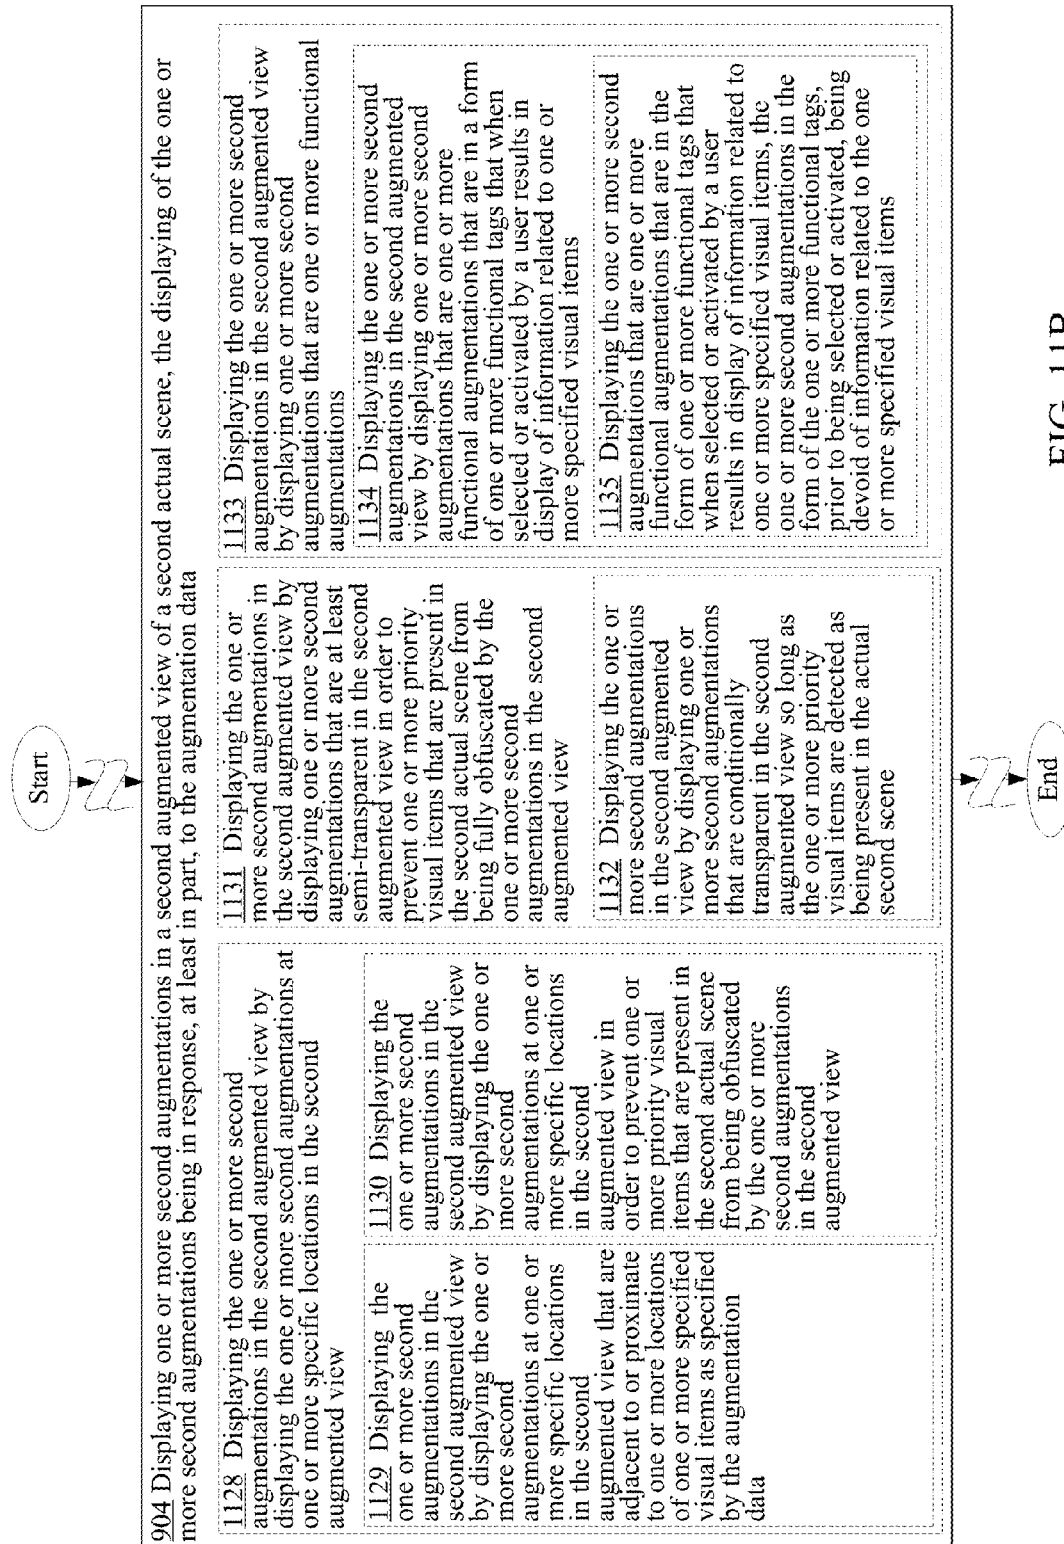 Start
904 Displaying one or more second augmentations in a second augmented view of a second actual scene, the displaying of the one or
more second augmentations being in response, at least in part, to the augmentation data
1128 Displaying the one or more second
augmentations in the second augmented view by
displaying the one or more second augmentations at
one or more specific locations in the second
augmented view
1129 Displaying the
one or more second
augmentations in the
second augmented view
by displaying the one or
more second
augmentations at one or
more specific locations
in the second
augmented view that are
adjacent to or proximate
to one or more locations
of one or more specified
visual items as specified
by the augmentation
data
1130 Displaying the
one or more second
augmentations in the
second augmented view
by displaying the one or
more second
augmentations at one or
more specific locations
in the second
augmented view in
order to prevent one or
more priority visual
items that are present in
the second actual scene
from being obfuscated
by the one or more
second augmentations
in the second
augmented view
1131 Displaying the one or
more second augmentations in
the second augmented view by
displaying one or more second
augmentations that are at least
semi-transparent in the second
augmented view in order to
prevent one or more priority
visual items that are present in
the second actual scene from
being fully obfuscated by the
one or more second
augmentations in the second
augmented view
1132 Displaying the one or
more second augmentations
in the second augmented
view by displaying one or
more second augmentations
that are conditionally
transparent in the second
augmented view so long as
the one or more priority
visual items are detected as
being present in the actual
second scene
1133 Displaying the one or more second
augmentations in the second augmented view
by displaying one or more second
augmentations that are one or more functional
augmentations
1134 Displaying the one or more second
augmentations in the second augmented
view by displaying one or more second
augmentations that are one or more
functional augmentations that are in a form
of one or more functional tags that when
selected or activated by a user results in
display of information related to one or
more specified visual items
1135 Displaying the one or more second
augmentations that are one or more
functional augmentations that are in the
form of one or more functional tags that
when selected or activated by a user
results in display of information related to
one or more specified visual items, the
one or more second augmentations in the
form of the one or more functional tags,
prior to being selected or activated, being
devoid of information related to the one
or more specified visual items
End
FIG. 11B